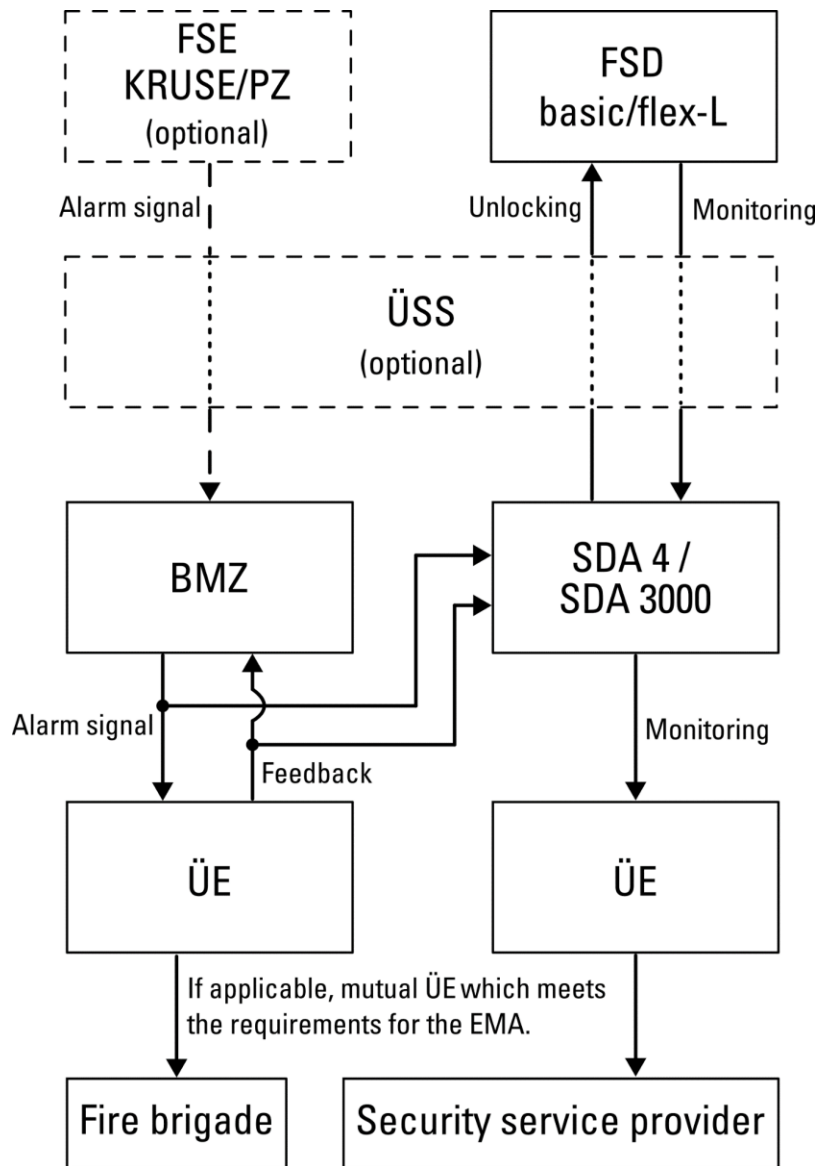 FSE
KRUSE/PZ
(optional)
FSD
basic/flex-L
Alarm signal
Unlocking
Monitoring
ÜSS
(optional)
BMZ
SDA 4 /
SDA 3000
Alarm signal
Feedback
Monitoring
ÜE
ÜE
If applicable, mutual ÜE which meets
the requirements for the EMA.
Fire brigade
Security service provider